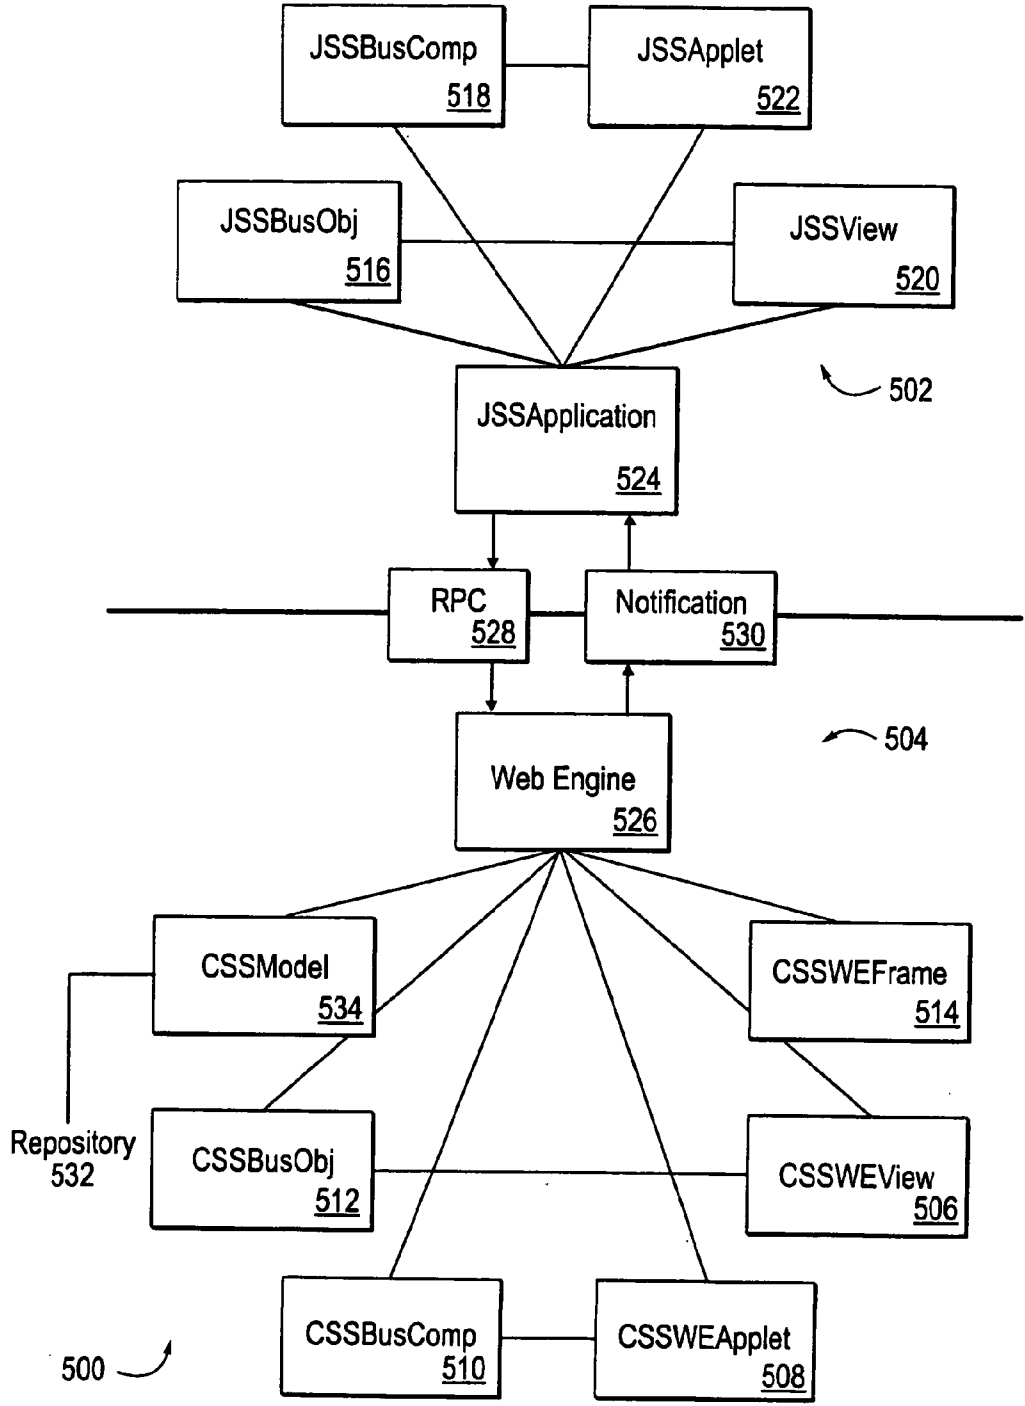 JSSBusComp
518
JSSApplet
522
JSSBusObj
516
JSSView
520
502
JSSApplication
524
RPC
528
Notification
530
504
Web Engine
526
CSSModel
534
CSSWEFrame
514
Repository
532
CSSBusObj
512
CSSWEView
506
CSSBusComp
510
CSSWEApplet
508
500